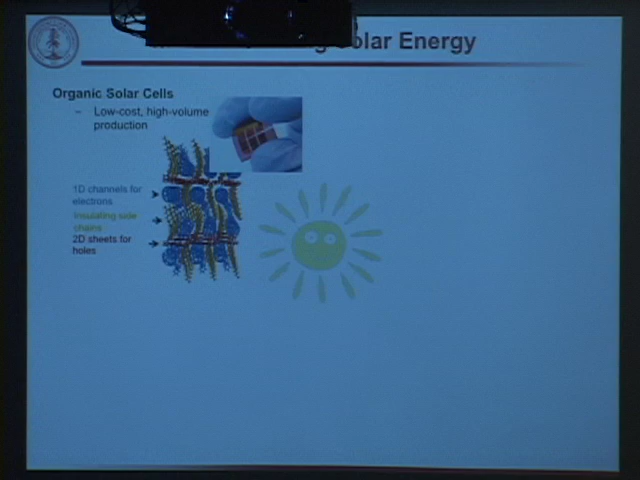 Solar Energy
Organic Solar Cells
– Low-cost, high-volume
production
1D channels for
electrons
Insulating side
chains
2D sheets for
holes